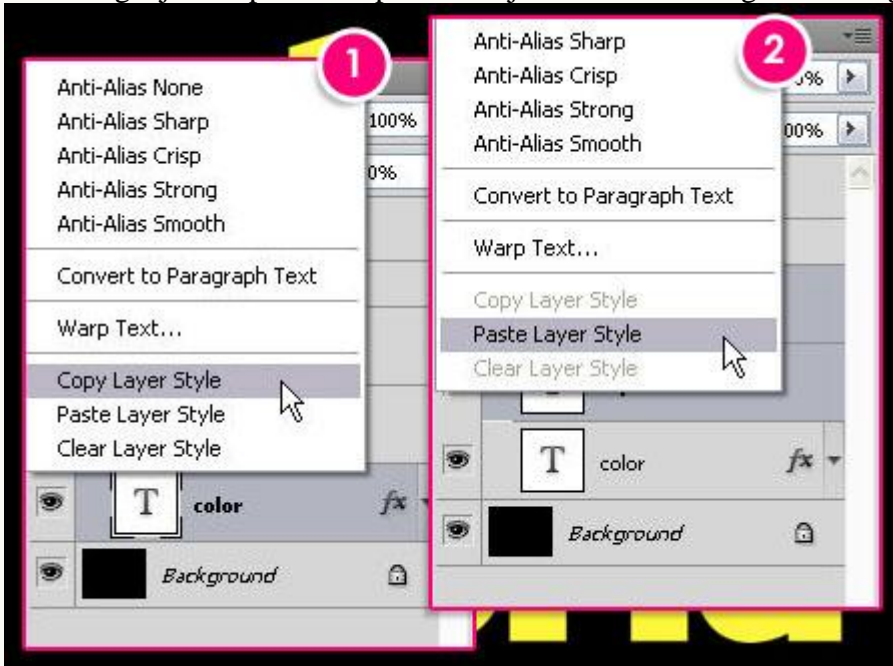 1
Anti-Alias None
Anti-Alias Sharp
Anti-Alias Crisp
Anti-Alias Strong
Anti-Alias Smooth
Convert to Paragraph Text
Warp Text...
Copy Layer Style
Paste Layer Style
Clear Layer Style
100%
0%
T color fx
Background
2
Anti-Alias Sharp
Anti-Alias Crisp
Anti-Alias Strong
Anti-Alias Smooth
Convert to Paragraph Text
Warp Text...
Copy Layer Style
Paste Layer Style
Clear Layer Style
T color fx
Background